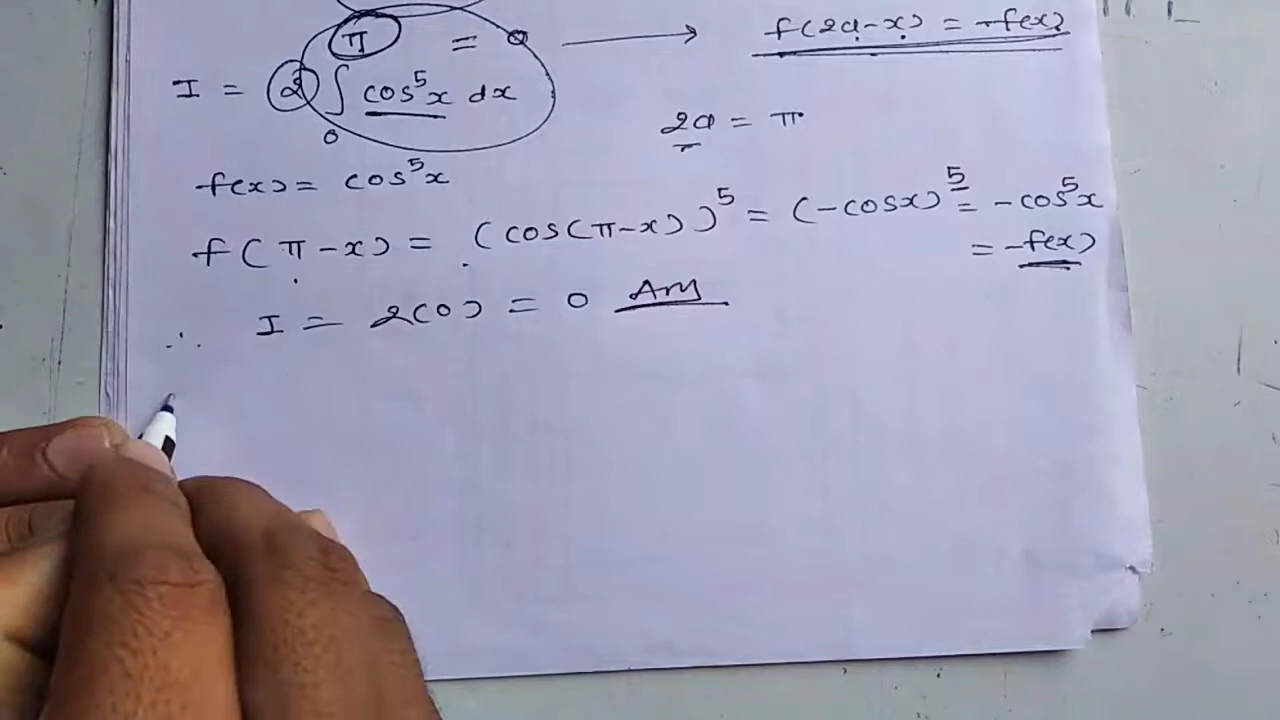 π = 0 → f(2a-x) = -f(x)
I = 2 ∫ cos⁵x dx
0
2a = π
f(x) = cos⁵x
f(π-x) = (cos(π-x))⁵ = (-cosx)⁵ = -cos⁵x
= -f(x)
∴ I = 2(0) = 0 Ans